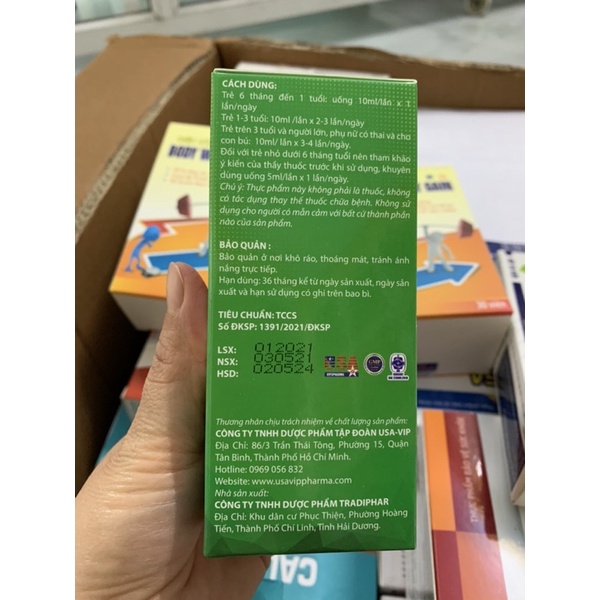 CÁCH DÙNG:
Trẻ 6 tháng đến 1 tuổi: uống 10ml/lần x 1
lần/ngày
Trẻ 1-3 tuổi: 10ml /lần x 2-3 lần/ngày
Trẻ trên 3 tuổi và người lớn, phụ nữ có thai và cho
con bú: 10ml/ lần x 3-4 lần/ngày.
Đối với trẻ nhỏ dưới 6 tháng tuổi nên tham khảo
ý kiến của thầy thuốc trước khi sử dụng, khuyên
dùng uống 5ml/lần x 1 lần/ngày.
Chú ý: Thực phẩm này không phải là thuốc, không
có tác dụng thay thế thuốc chữa bệnh. Không sử
dụng cho người có mẫn cảm với bất cứ thành phần
nào của sản phẩm.
BẢO QUẢN :
Bảo quản ở nơi khô ráo, thoáng mát, tránh ánh
nắng trực tiếp.
Hạn dùng: 36 tháng kể từ ngày sản xuất, ngày sản
xuất và hạn sử dụng có ghi trên bao bì.
TIÊU CHUẨN: TCCS
Số ĐKSP: 1391/2021/ĐKSP
LSX: 012021
NSX: 030521
HSD: 020524
GMP
Thương nhân chịu trách nhiệm về chất lượng sản phẩm:
CÔNG TY TNHH DƯỢC PHẨM TẬP ĐOÀN USA-VIP
Địa Chỉ: 86/3 Trần Thái Tông, Phường 15, Quận
Tân Bình, Thành Phố Hồ Chí Minh.
Hotline: 0969 056 832
Website: www.usavippharma.com
Nhà sản xuất:
CÔNG TY TNHH DƯỢC PHẨM TRADIPHAR
Địa Chỉ: Khu dân cư Phục Thiện, Phường Hoàng
Tiến, Thành Phố Chí Linh, Tỉnh Hải Dương.
BODY
GAIN
30 viên